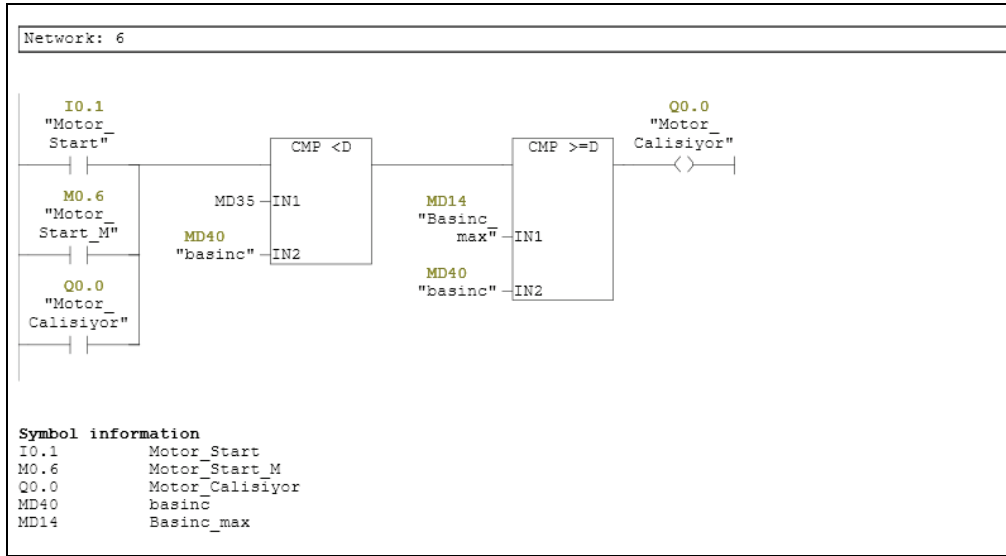 Network: 6
I0.1
"Motor_
Start"
M0.6
"Motor_
Start_M"
Q0.0
"Motor_
Calisiyor"
CMP <D
MD35 IN1
MD40
"basinc" IN2
CMP >=D
MD14
"Basinc_
max" IN1
MD40
"basinc" IN2
Q0.0
"Motor_
Calisiyor"
Symbol information
I0.1 Motor_Start
M0.6 Motor_Start_M
Q0.0 Motor_Calisiyor
MD40 basinc
MD14 Basinc_max